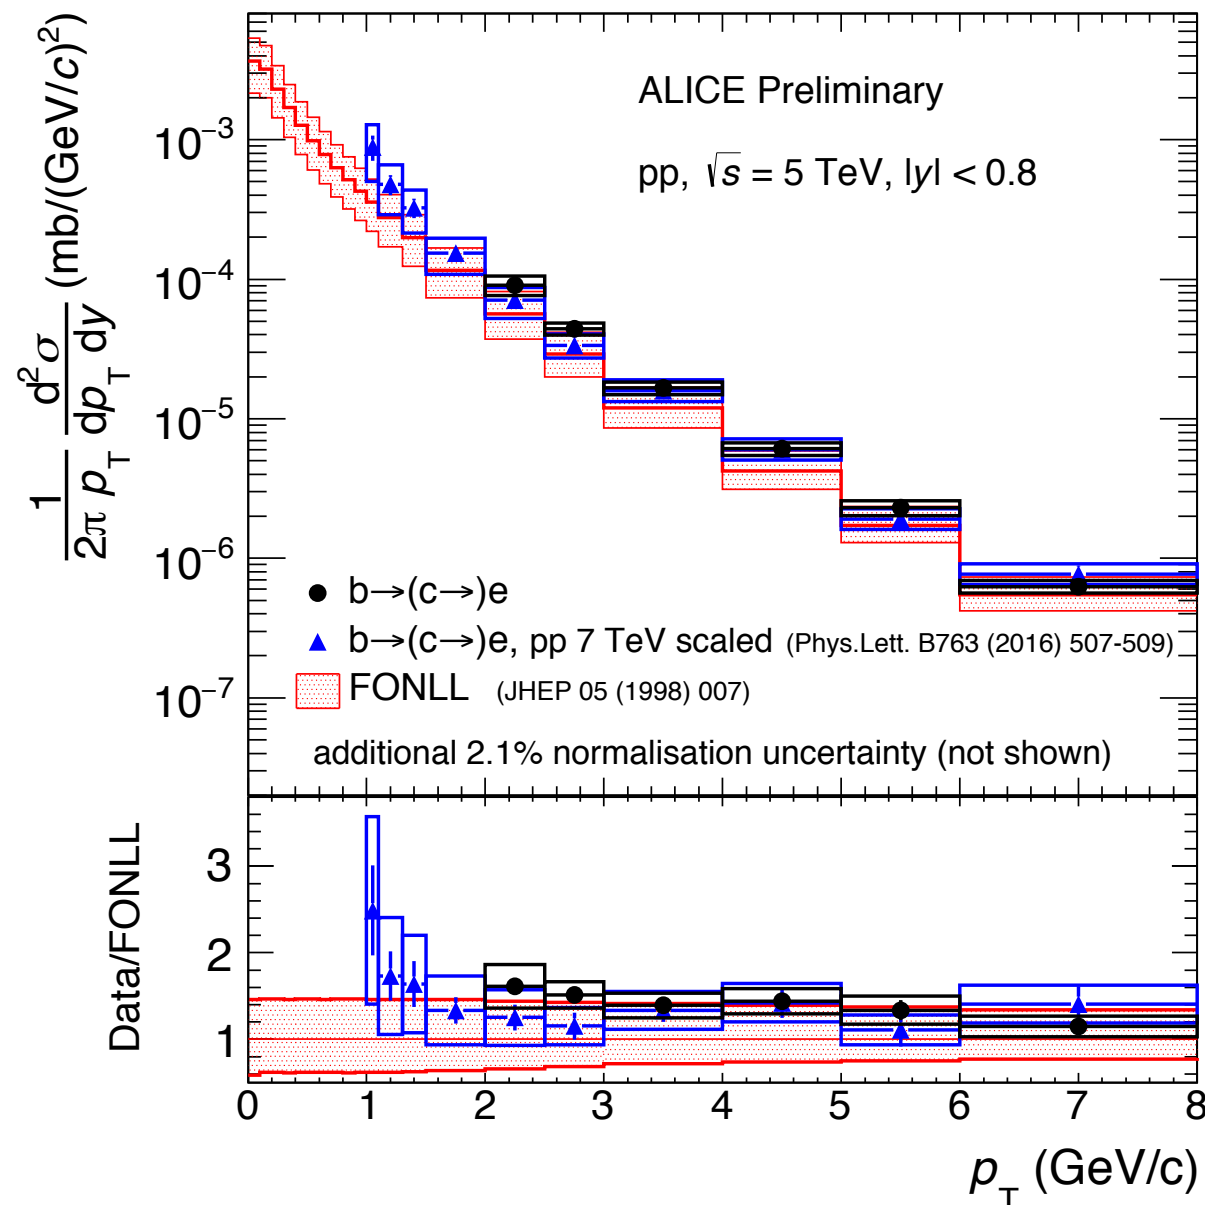 ALICE Preliminary
pp, √s = 5 TeV, |y| < 0.8
1/(2π p_T) d²σ/(dp_T dy) (mb/(GeV/c)²)
10⁻³
10⁻⁴
10⁻⁵
10⁻⁶
10⁻⁷
b→(c→)e
b→(c→)e, pp 7 TeV scaled (Phys.Lett. B763 (2016) 507-509)
FONLL (JHEP 05 (1998) 007)
additional 2.1% normalisation uncertainty (not shown)
Data/FONLL
3
2
1
0 1 2 3 4 5 6 7 8
p_T (GeV/c)